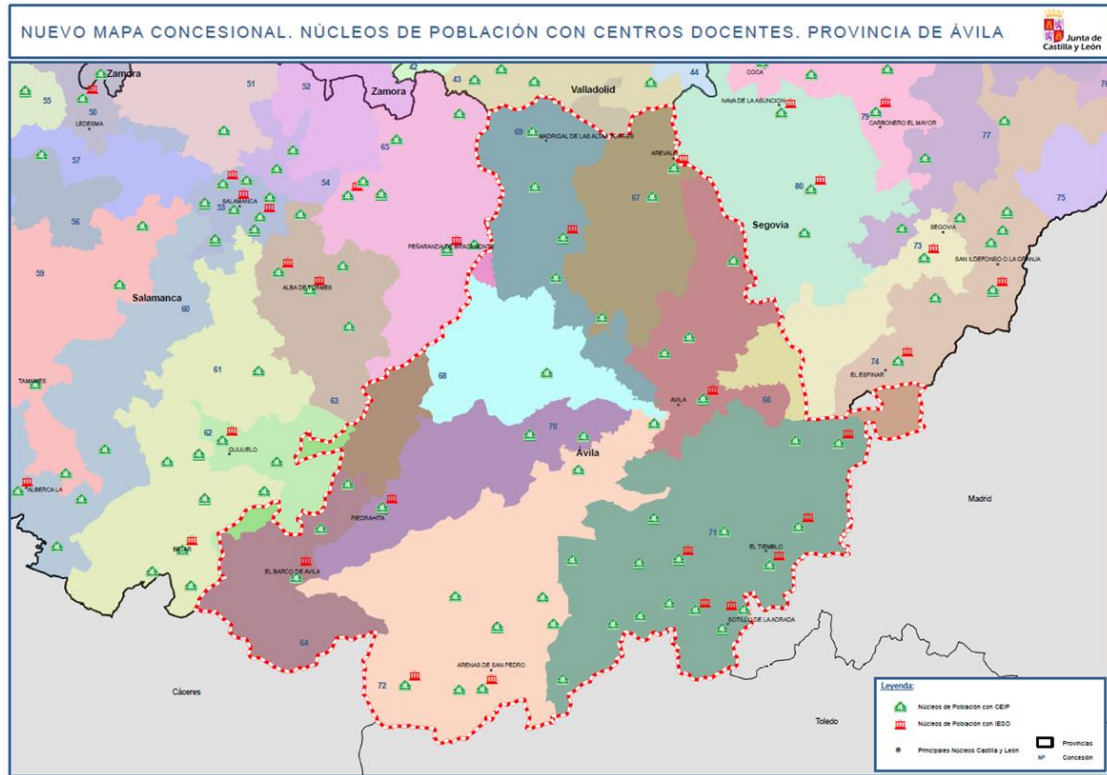 NUEVO MAPA CONCESIONAL. NÚCLEOS DE POBLACIÓN CON CENTROS DOCENTES. PROVINCIA DE ÁVILA
Junta de
Castilla y León
Zamora
51
52
42
43
Valladolid
44
COCA
55
50
LEDESMA
Zamora
69
MADRIGAL DE LAS ALTAS TORRES
NAVA DE LA ASUNCION
79
CARBONERO EL MAYOR
77
57
65
AREVALO
54
SALAMANCA
53
67
80
75
56
Segovia
SEGOVIA
73
59
PEÑARANDA DE BRACAMONTE
SAN ILDEFONSO O LA GRANJA
ALBA DE TORMES
Salamanca
60
74
EL ESPINAR
61
68
TAMAMES
63
AVILA
66
62
GUIJUELO
70
Ávila
ALBERCA LA
Madrid
PIEDRAHITA
71
EL TIEMBLO
BEJAR
EL BARCO DE AVILA
SOTILLO DE LA ADRADA
64
ARENAS DE SAN PEDRO
72
Cáceres
Toledo
Leyenda:
Núcleos de Población con CEIP
Núcleos de Población con IESO
Principales Núcleos Castilla y León
Provincias
Nº Concesión